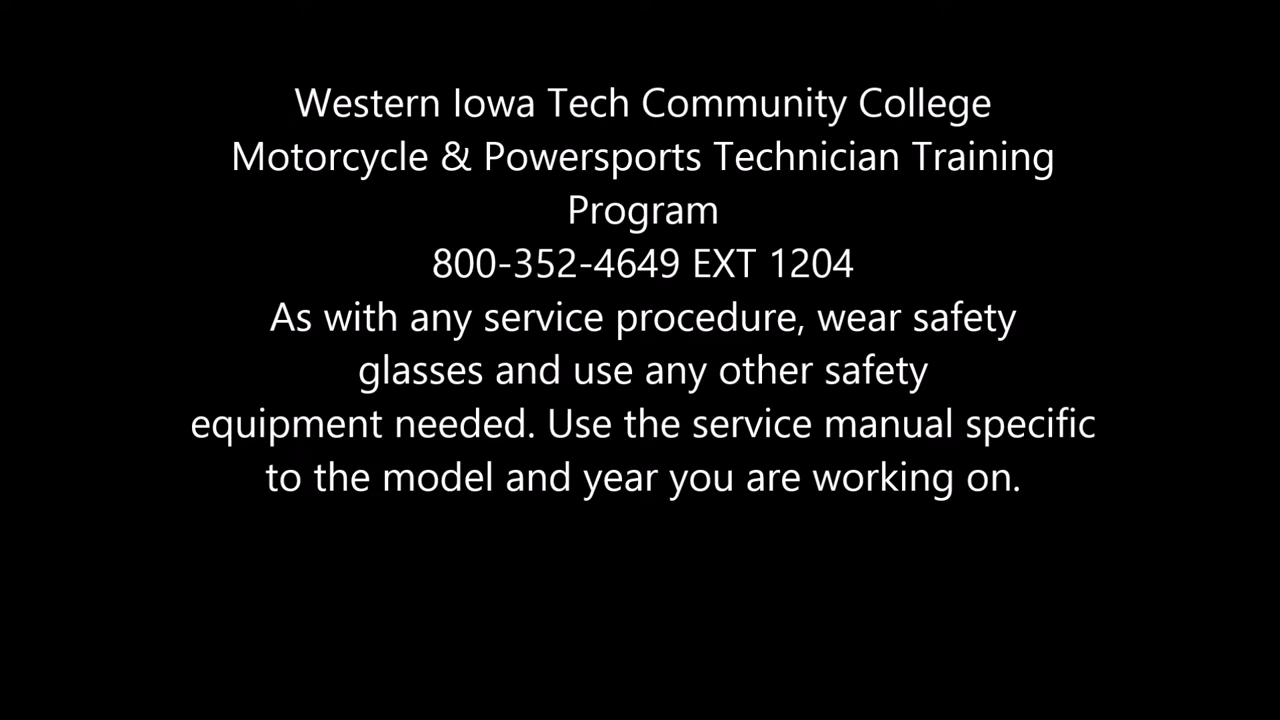 Western Iowa Tech Community College
Motorcycle & Powersports Technician Training
Program
800-352-4649 EXT 1204
As with any service procedure, wear safety
glasses and use any other safety
equipment needed. Use the service manual specific
to the model and year you are working on.